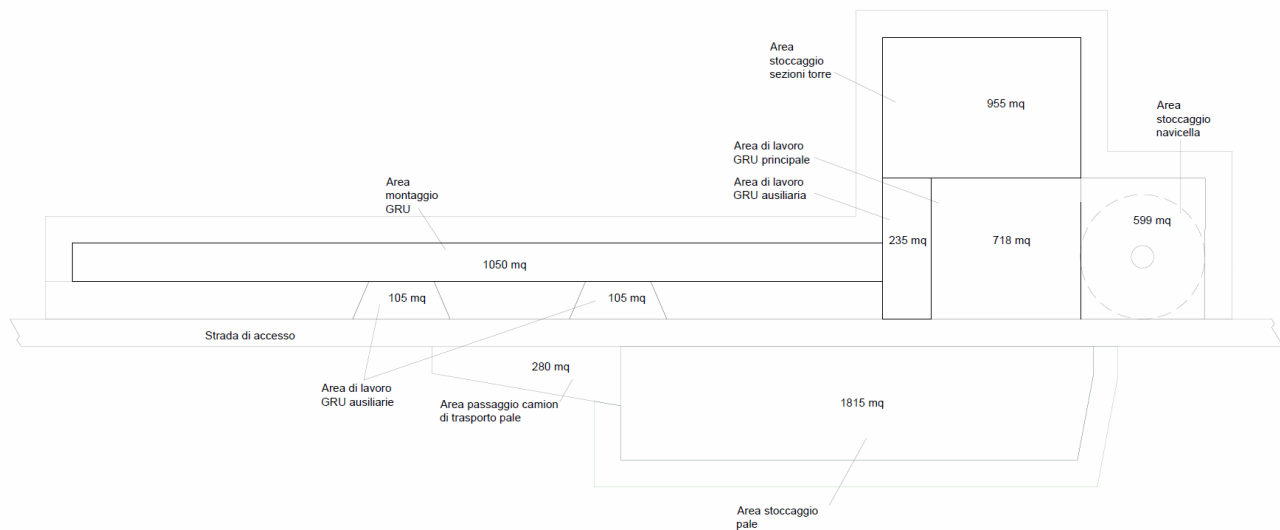 Area
stoccaggio
sezioni torre
955 mq
Area
stoccaggio
navicella
Area di lavoro
GRU principale
Area di lavoro
GRU ausiliaria
Area
montaggio
GRU
599 mq
235 mq
718 mq
1050 mq
105 mq
105 mq
Strada di accesso
280 mq
Area di lavoro
GRU ausiliarie
Area passaggio camion
di trasporto pale
1815 mq
Area stoccaggio
pale